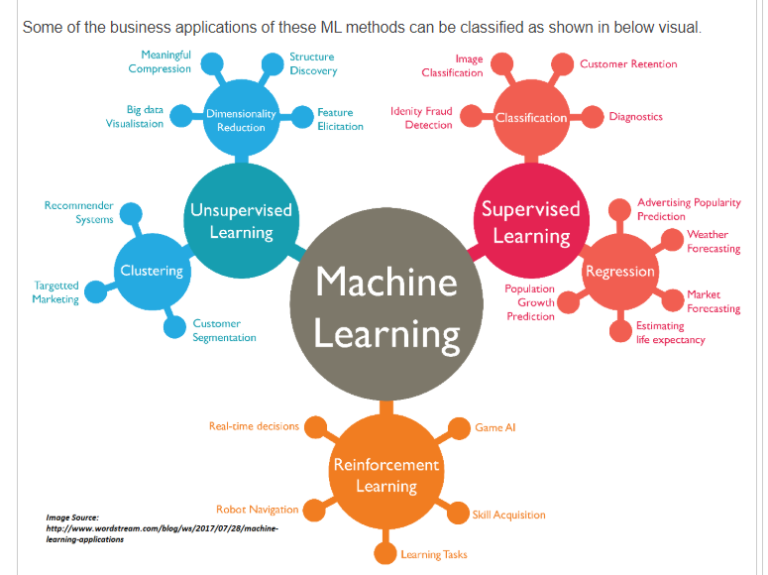 Some of the business applications of these ML methods can be classified as shown in below visual.
Meaningful
Compression
Structure
Discovery
Big data
Visualistaion
Dimensionality
Reduction
Feature
Elicitation
Image
Classification
Customer Retention
Idenity Fraud
Detection
Classification
Diagnostics
Recommender
Systems
Unsupervised
Learning
Clustering
Targetted
Marketing
Customer
Segmentation
Supervised
Learning
Advertising Popularity
Prediction
Weather
Forecasting
Regression
Population
Growth
Prediction
Market
Forecasting
Estimating
life expectancy
Machine
Learning
Real-time decisions
Game AI
Reinforcement
Learning
Robot Navigation
Skill Acquisition
Learning Tasks
Image Source:
http://www.wordstream.com/blog/ws/2017/07/28/machine-
learning-applications